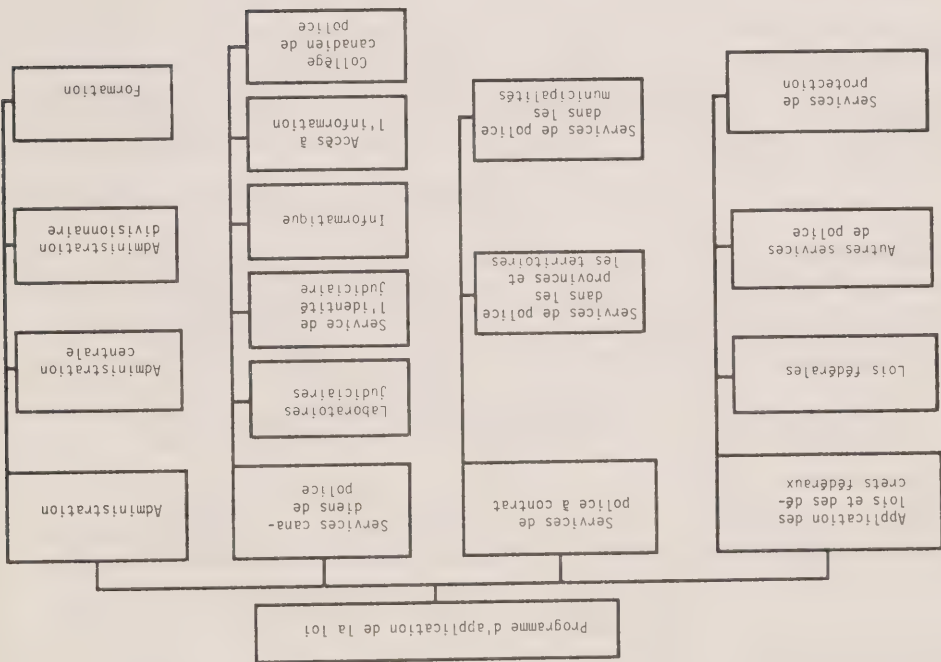 Programme d'application de la loi
Application des
lois et des dé-
crets fédéraux
Lois fédérales
Autres services
de police
Services de
protection
Services de
police à contrat
Services de police
dans les
provinces et
les territoires
Services de police
dans les
municipalités
Services cana-
diens de
police
Laboratoires
judiciaires
Service de
l'identité
judiciaire
Informatique
Accès à
l'information
Collège
canadien de
police
Administration
Administration
centrale
Administration
divisionnaire
Formation